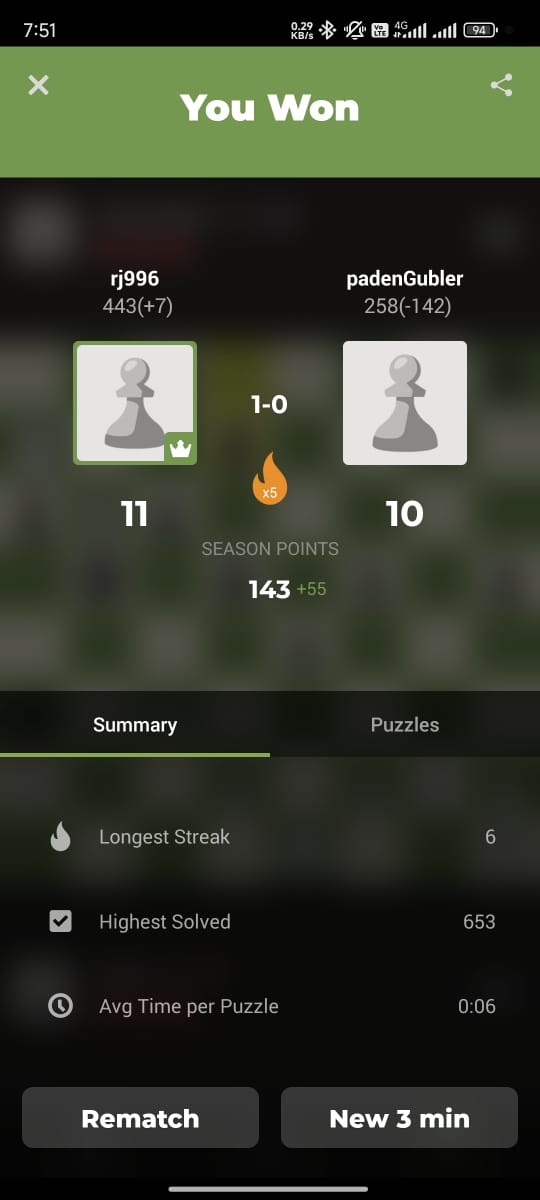 7:51
0.29
KB/s
Vo
LTE
4G
94
You Won
rj996
443(+7)
padenGubler
258(-142)
1-0
x5
11
10
SEASON POINTS
143 +55
Summary
Puzzles
Longest Streak
6
Highest Solved
653
Avg Time per Puzzle
0:06
Rematch
New 3 min